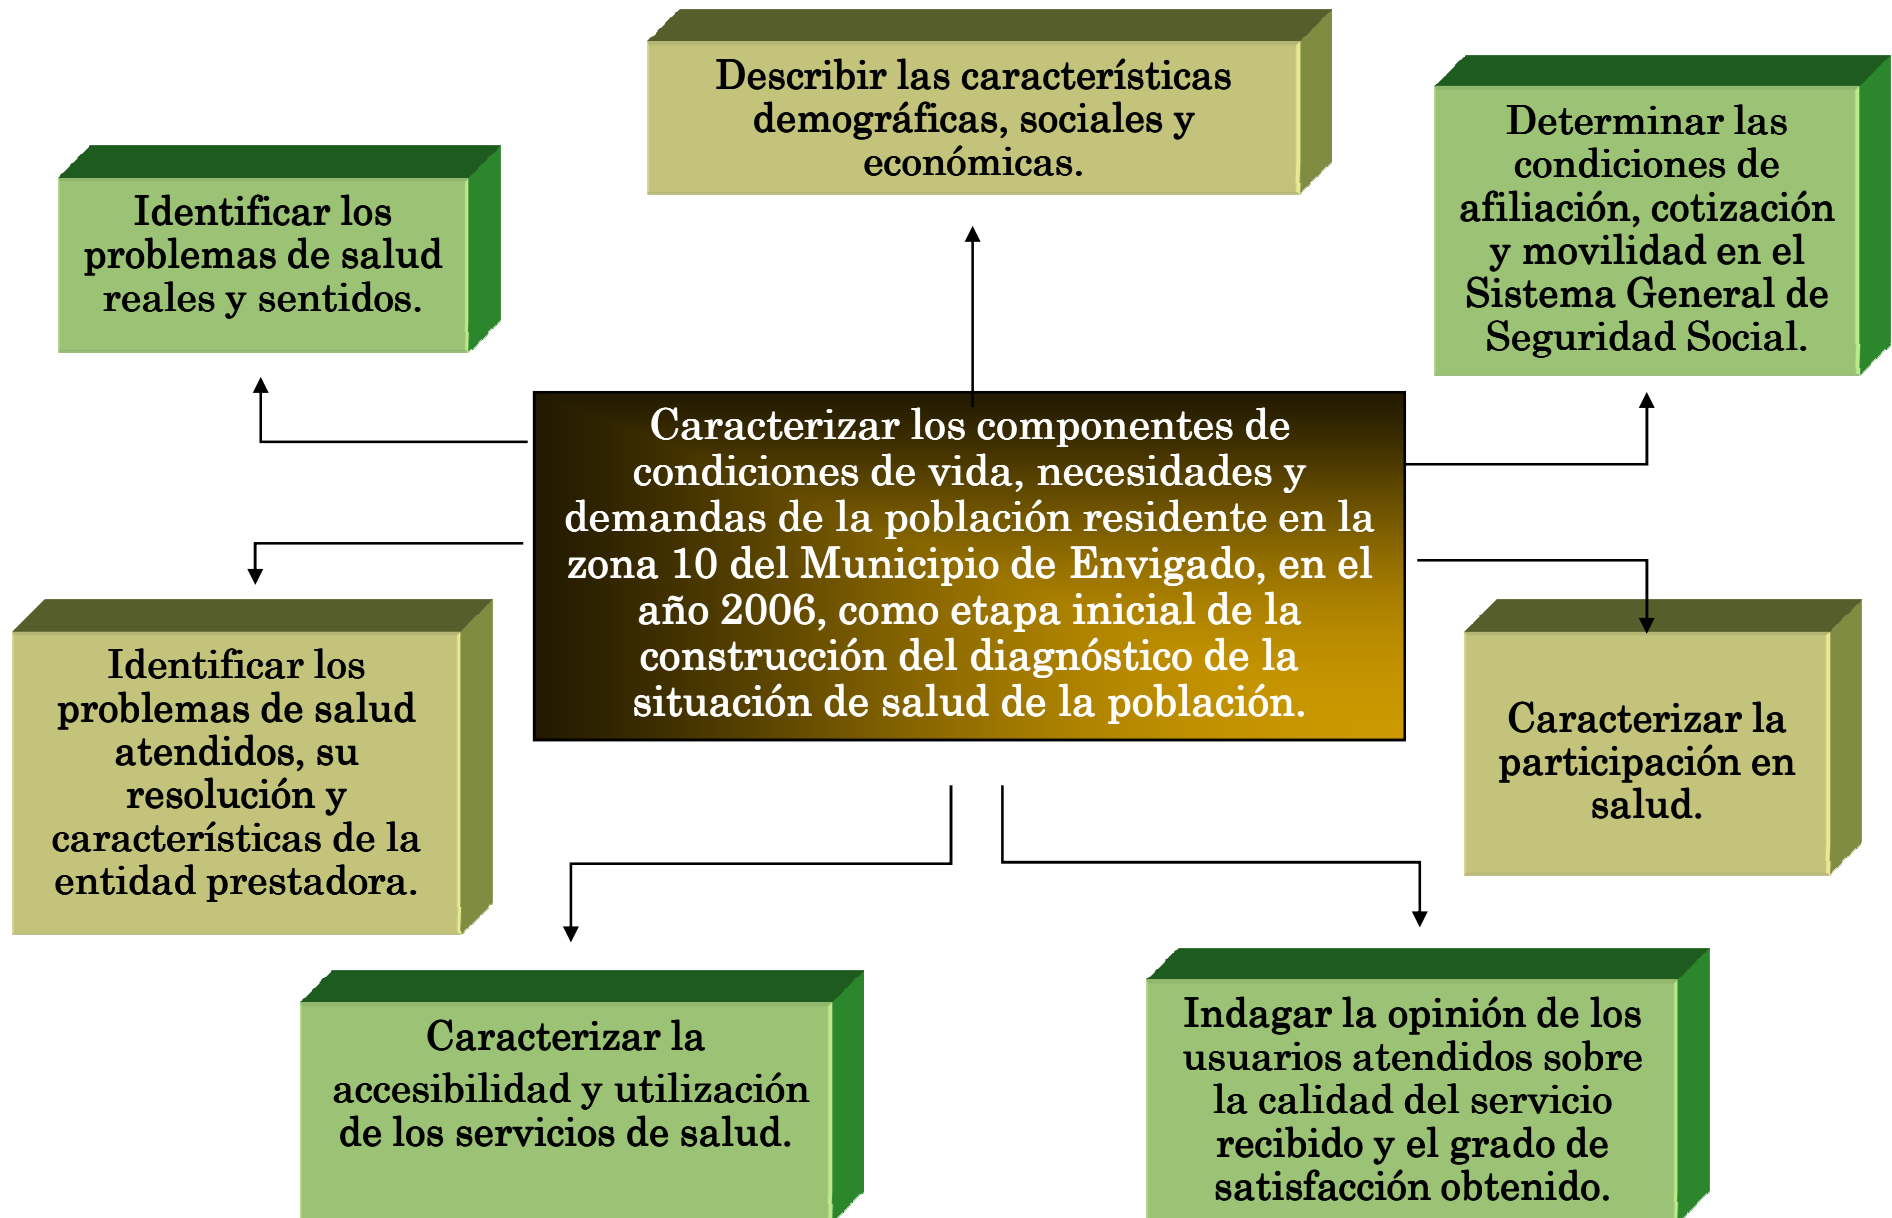 Describir las características
demográficas, sociales y
económicas.
Determinar las
condiciones de
afiliación, cotización
y movilidad en el
Sistema General de
Seguridad Social.
Identificar los
problemas de salud
reales y sentidos.
Caracterizar los componentes de
condiciones de vida, necesidades y
demandas de la población residente en la
zona 10 del Municipio de Envigado, en el
año 2006, como etapa inicial de la
construcción del diagnóstico de la
situación de salud de la población.
Identificar los
problemas de salud
atendidos, su
resolución y
características de la
entidad prestadora.
Caracterizar la
participación en
salud.
Caracterizar la
accesibilidad y utilización
de los servicios de salud.
Indagar la opinión de los
usuarios atendidos sobre
la calidad del servicio
recibido y el grado de
satisfacción obtenido.